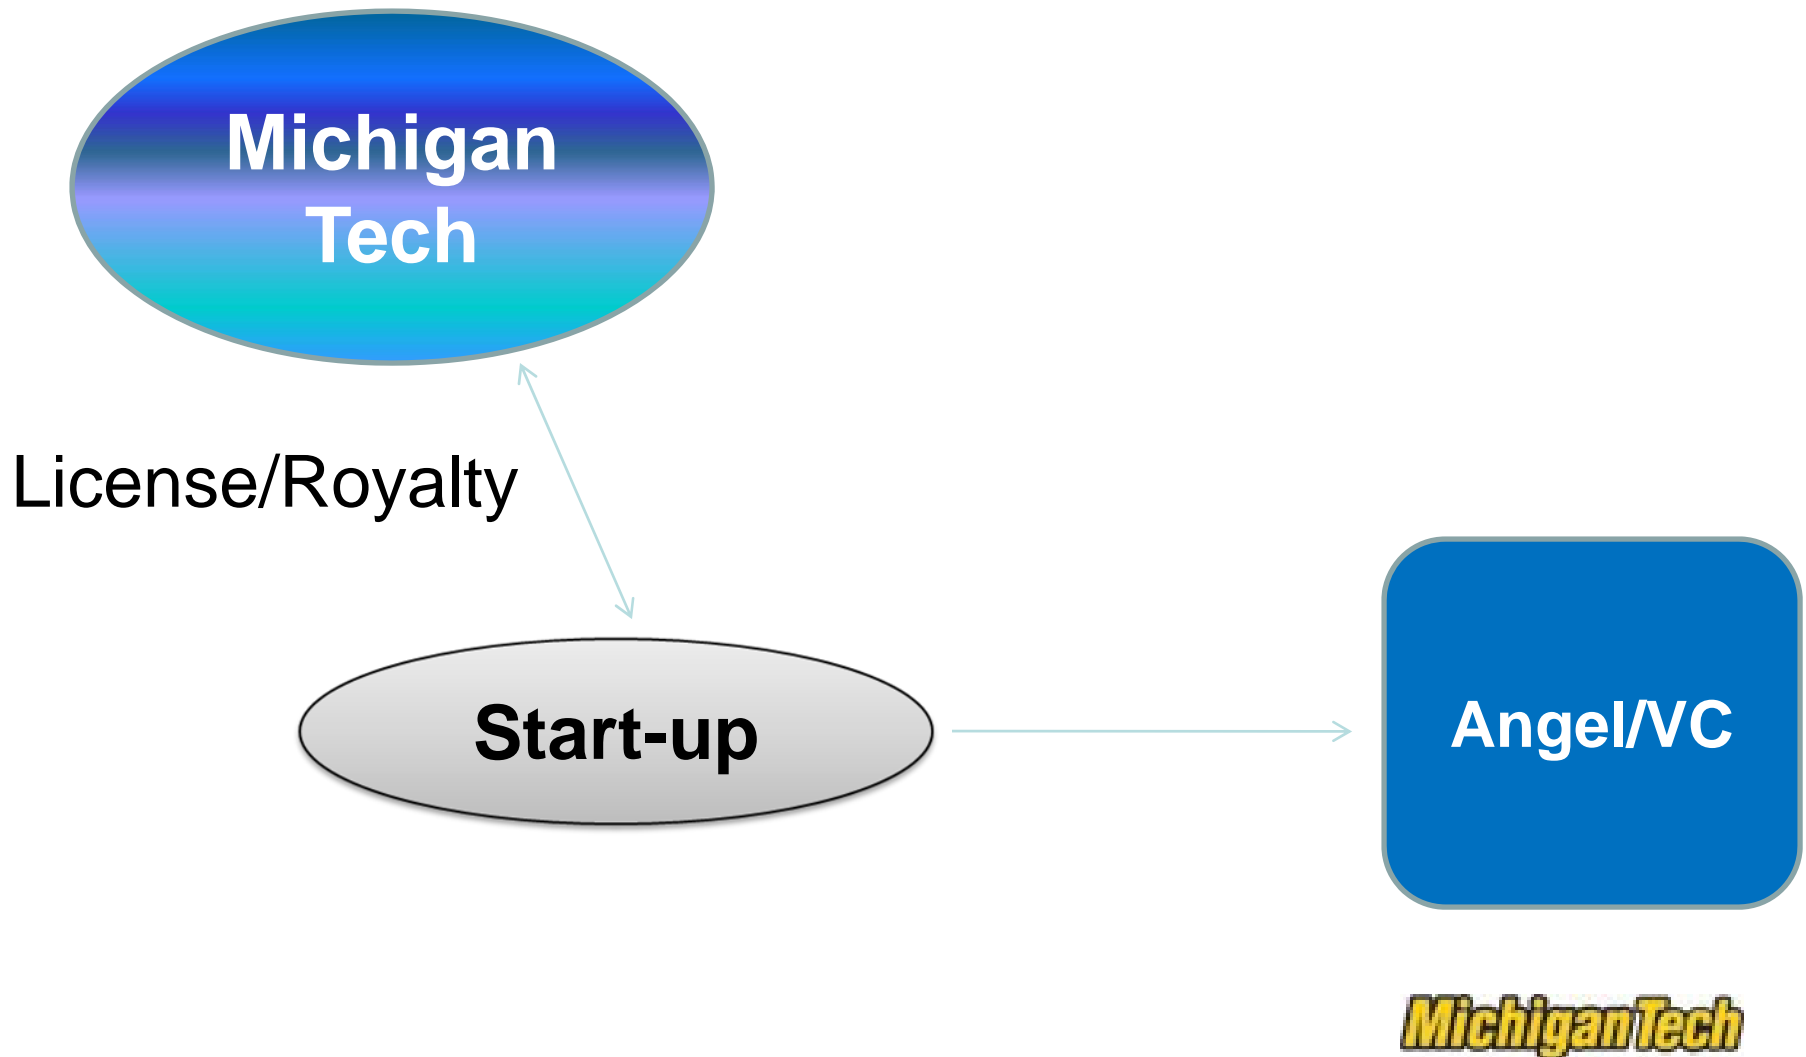 Michigan
Tech
License/Royalty
Start-up
Angel/VC
MichiganTech